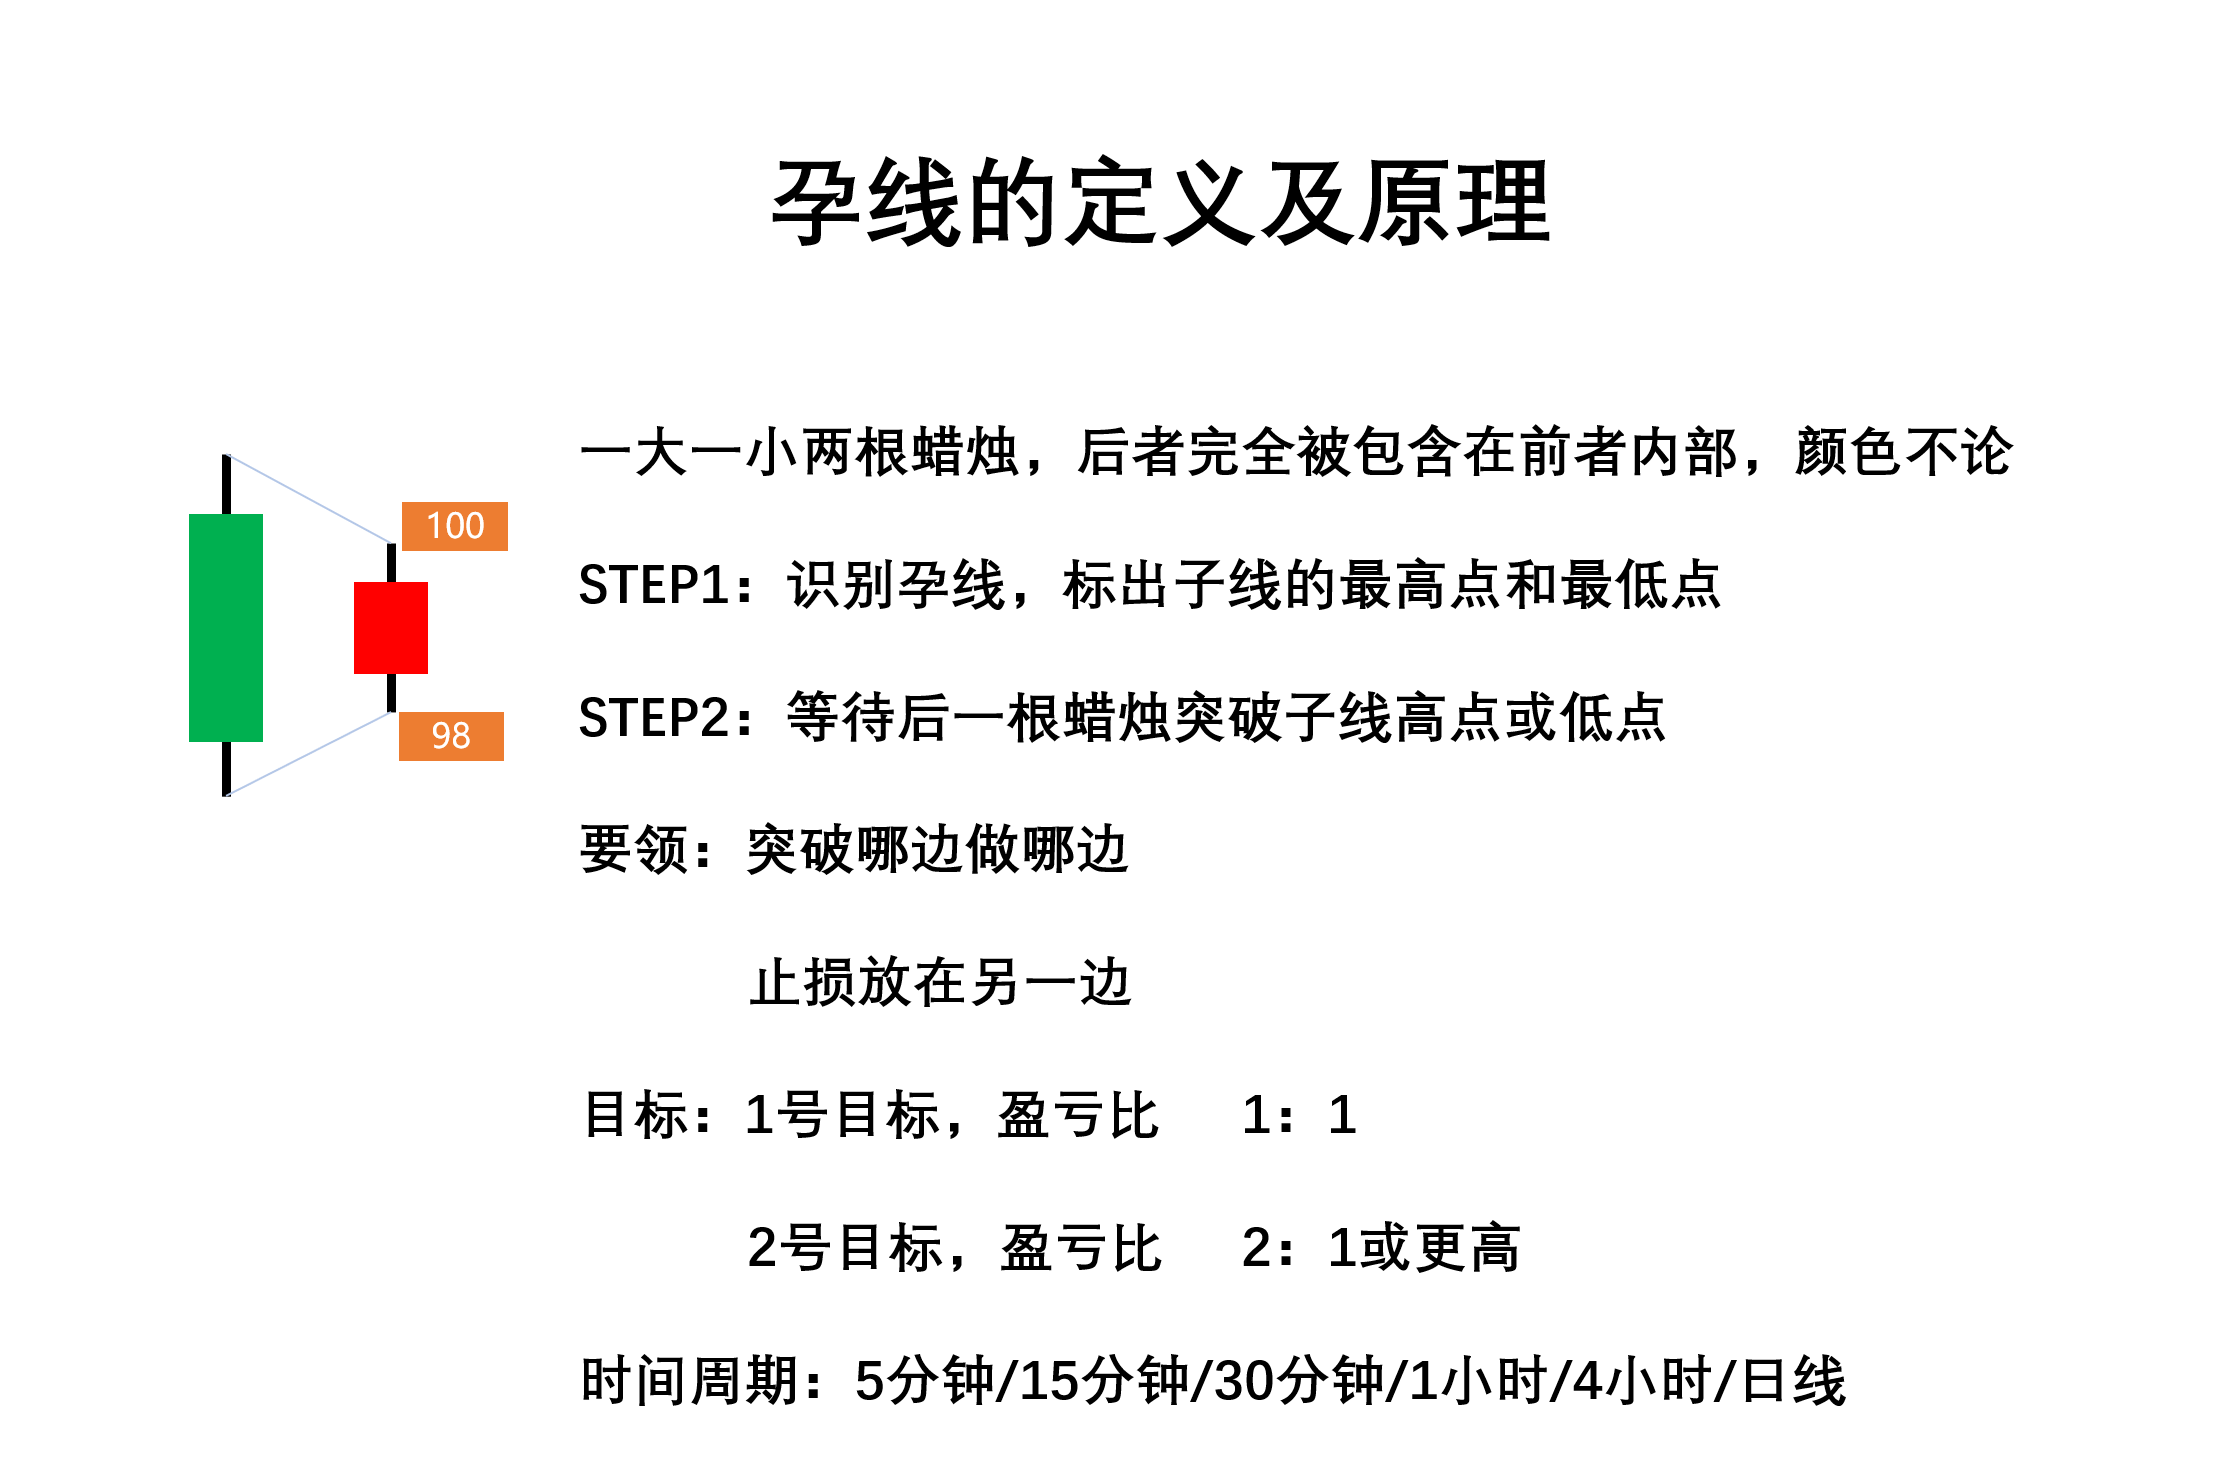 孕线的定义及原理
一大一小两根蜡烛，后者完全被包含在前者内部，颜色不论
100
STEP1：识别孕线，标出子线的最高点和最低点
STEP2：等待后一根蜡烛突破子线高点或低点
98
要领：突破哪边做哪边
止损放在另一边
目标：1号目标，盈亏比 1：1
2号目标，盈亏比 2：1或更高
时间周期：5分钟/15分钟/30分钟/1小时/4小时/日线